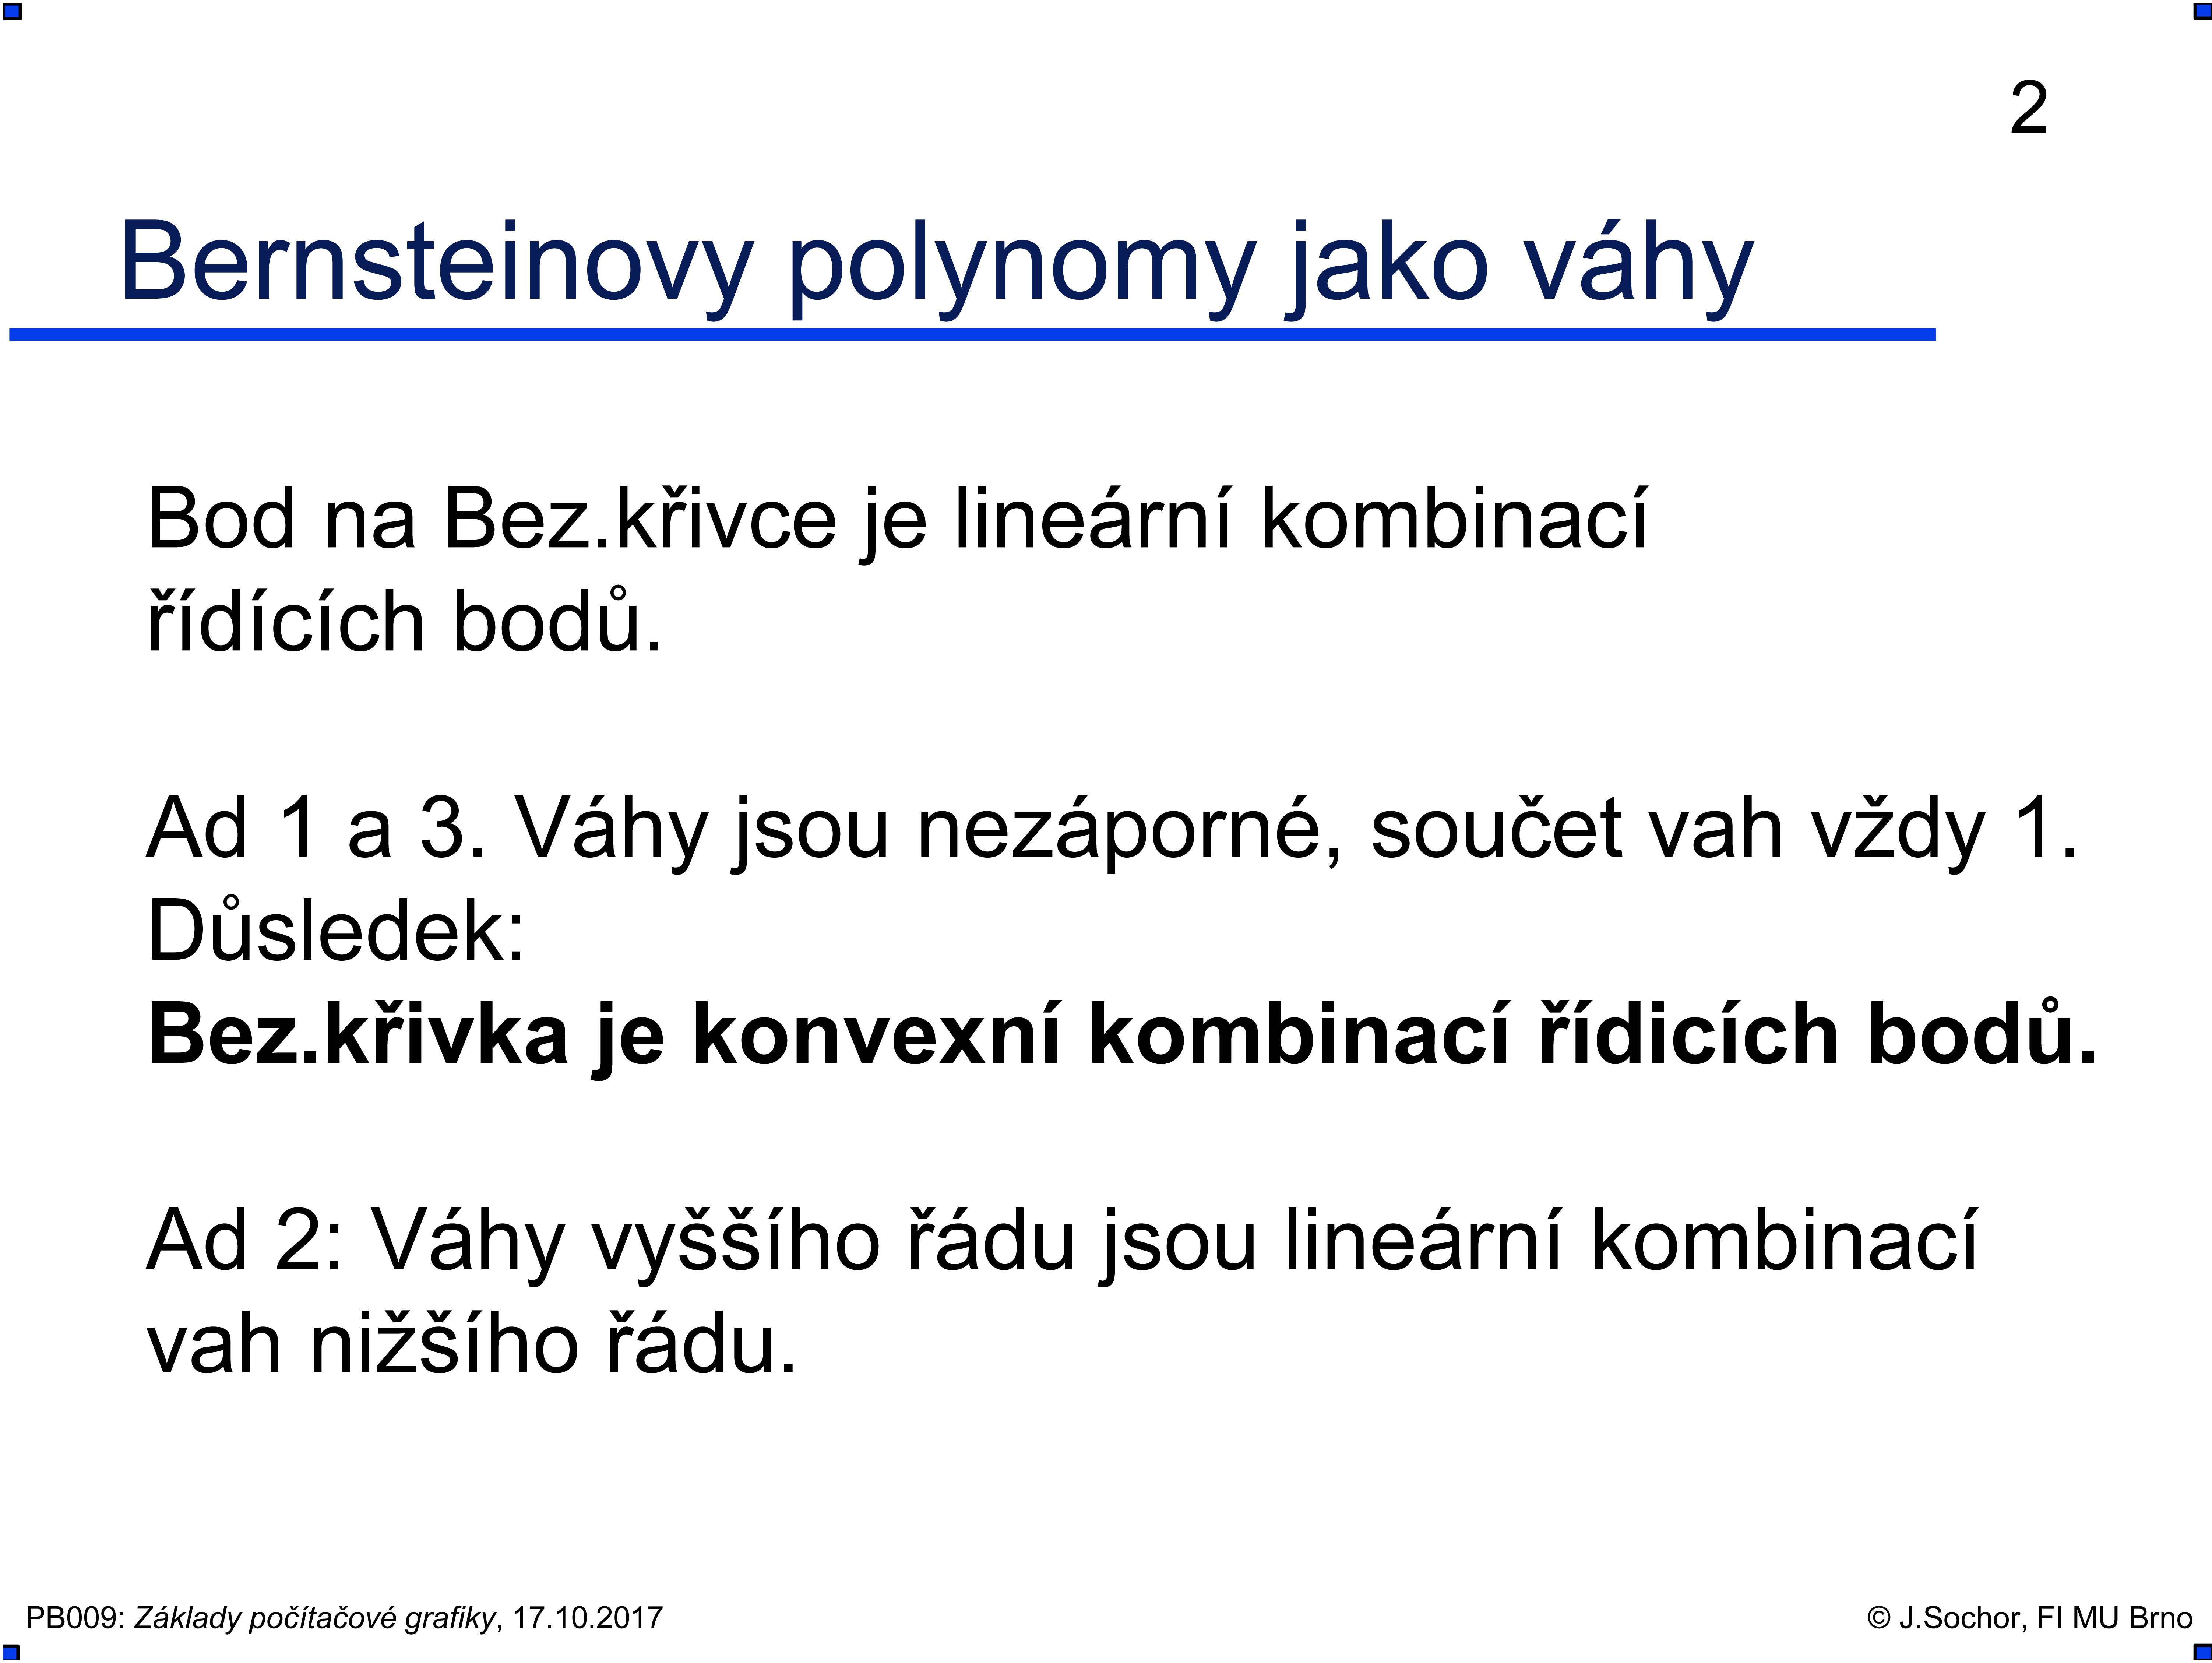 2
Bernsteinovy polynomy jako váhy
Bod na Bez.křivce je lineární kombinací
řídících bodů.
Ad 1 a 3. Váhy jsou nezáporné, součet vah vždy 1.
Důsledek:
Bez.křivka je konvexní kombinací řídicích bodů.
Ad 2: Váhy vyššího řádu jsou lineární kombinací
vah nižšího řádu.
PB009: Základy počítačové grafiky, 17.10.2017
© J.Sochor, FI MU Brno